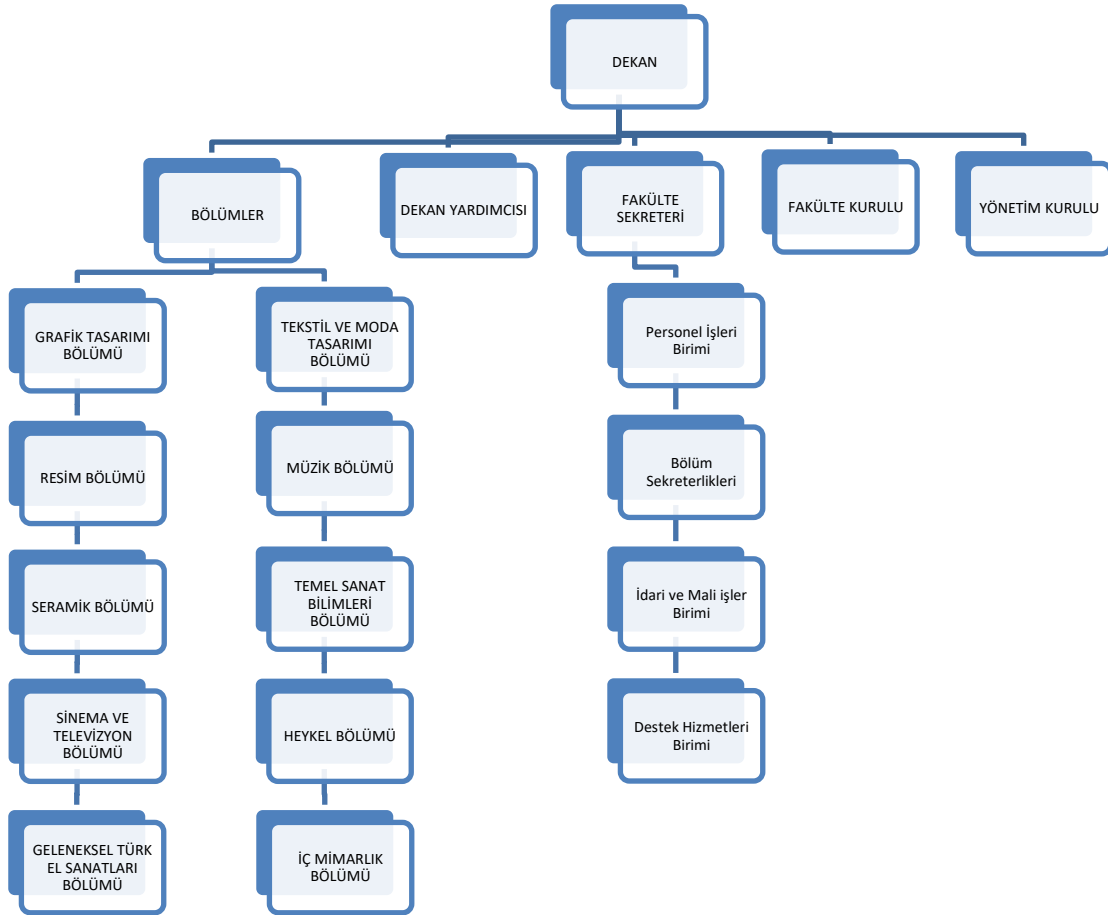 DEKAN
BÖLÜMLER
DEKAN YARDIMCISI
FAKÜLTE
SEKRETERİ
FAKÜLTE KURULU
YÖNETİM KURULU
GRAFİK TASARIMI
BÖLÜMÜ
TEKSTİL VE MODA
TASARIMI
BÖLÜMÜ
Personel İşleri
Birimi
RESİM BÖLÜMÜ
MÜZİK BÖLÜMÜ
Bölüm
Sekreterlikleri
SERAMİK BÖLÜMÜ
TEMEL SANAT
BİLİMLERİ
BÖLÜMÜ
İdari ve Mali işler
Birimi
SİNEMA VE
TELEVİZYON
BÖLÜMÜ
HEYKEL BÖLÜMÜ
Destek Hizmetleri
Birimi
GELENEKSEL TÜRK
EL SANATLARI
BÖLÜMÜ
İÇ MİMARLIK
BÖLÜMÜ